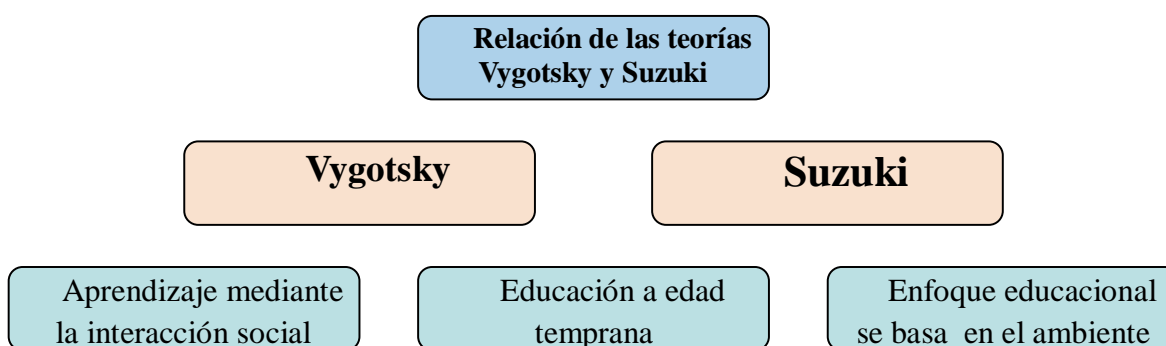 Relación de las teorías
Vygotsky y Suzuki
Vygotsky
Suzuki
Aprendizaje mediante
la interacción social
Educación a edad
temprana
Enfoque educacional
se basa en el ambiente